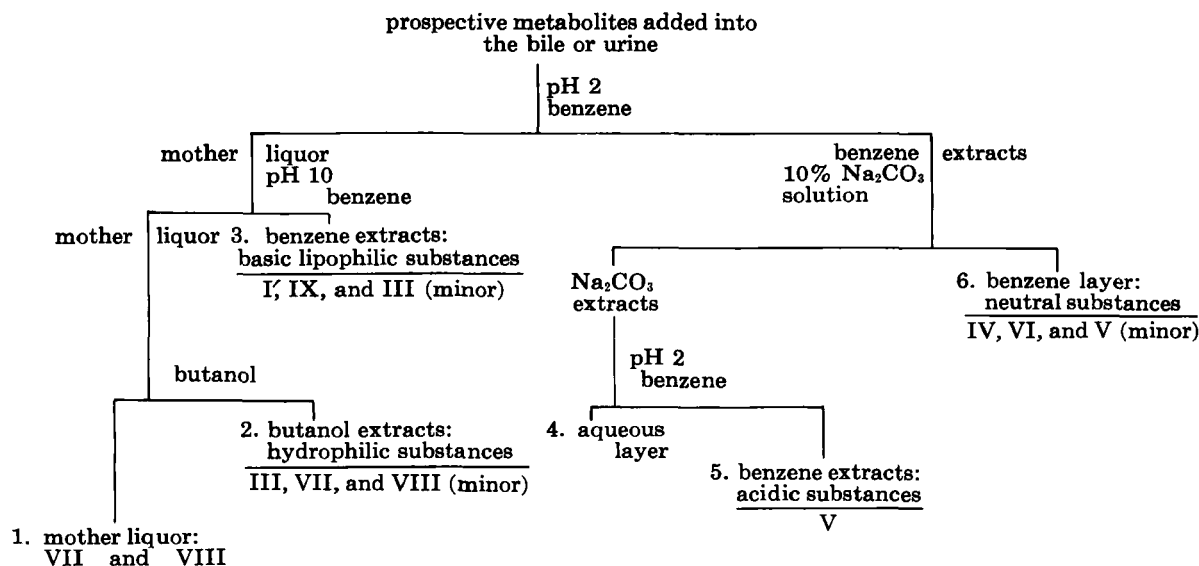 prospective metabolites added into
the bile or urine
pH 2
benzene
mother liquor
pH 10
benzene
benzene extracts
10% Na₂CO₃
solution
mother liquor
3. benzene extracts:
basic lipophilic substances
I′, IX, and III (minor)
Na₂CO₃
extracts
6. benzene layer:
neutral substances
IV, VI, and V (minor)
pH 2
benzene
butanol
2. butanol extracts:
hydrophilic substances
III, VII, and VIII (minor)
4. aqueous
layer
5. benzene extracts:
acidic substances
V
1. mother liquor:
VII and VIII